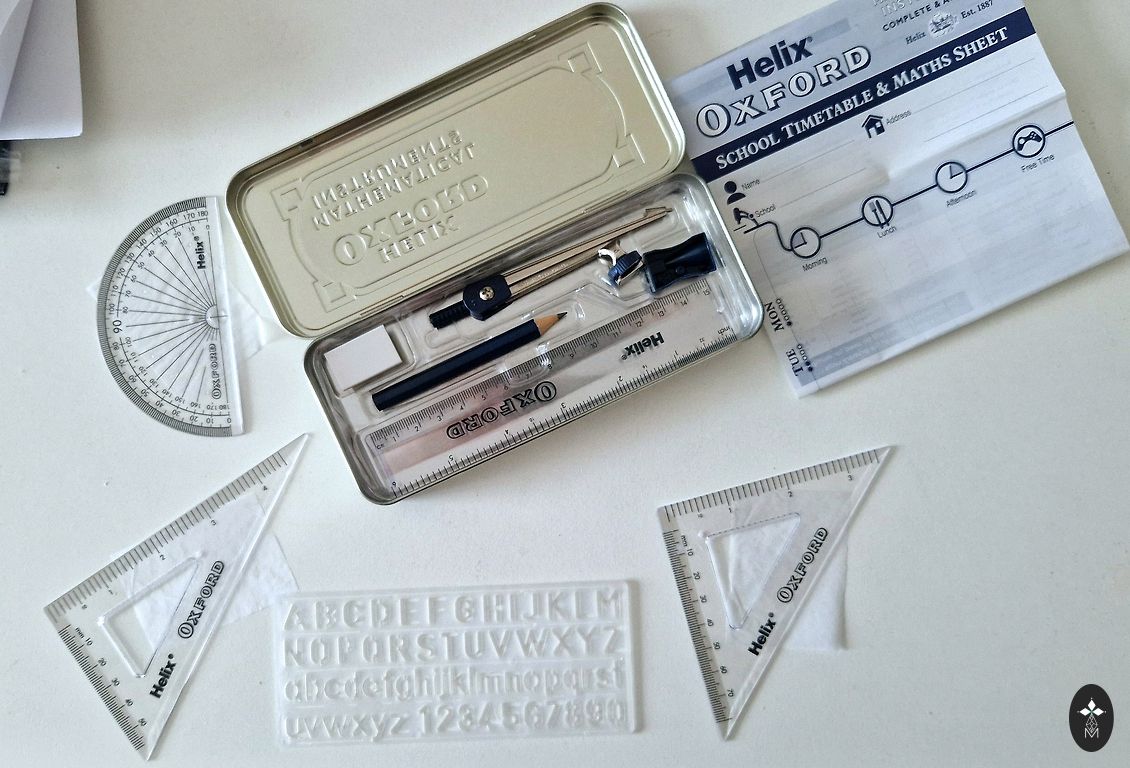 COMPLETE & A
Helix Est. 1887
Helix
OXFORD
SCHOOL TIMETABLE & MATHS SHEET
Address
Name
School
Morning
Lunch
Afternoon
Free Time
MON
TUE
HELIX
OXFORD
MATHEMATICAL
INSTRUMENTS
Helix
OXFORD
Helix
OXFORD
Helix
OXFORD
Helix
OXFORD
ABCDEFGHIJKLM
NOPQRSTUVWXYZ
abcdefghijklmnopqrst
uvwxyz 1234567890